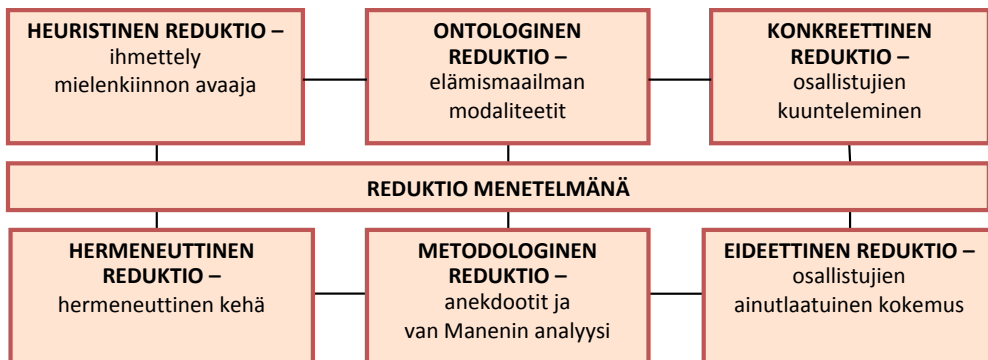 HEURISTINEN REDUKTIO –
ihmettely
mielenkiinnon avaaja
ONTOLOGINEN
REDUKTIO –
elämismaailman
modaliteetit
KONKREETTINEN
REDUKTIO –
osallistujien
kuunteleminen
REDUKTIO MENETELMÄNÄ
HERMENEUTTINEN
REDUKTIO –
hermeneuttinen kehä
METODOLOGINEN
REDUKTIO –
anekdootit ja
van Manenin analyysi
EIDEETTINEN REDUKTIO –
osallistujien
ainutlaatuinen kokemus